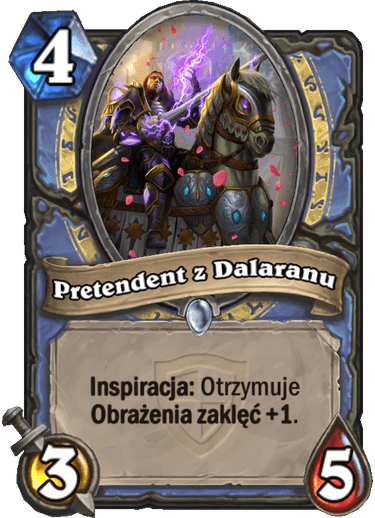 4
Pretendent z Dalaranu
Inspiracja: Otrzymuje
Obrażenia zaklęć +1.
3
5